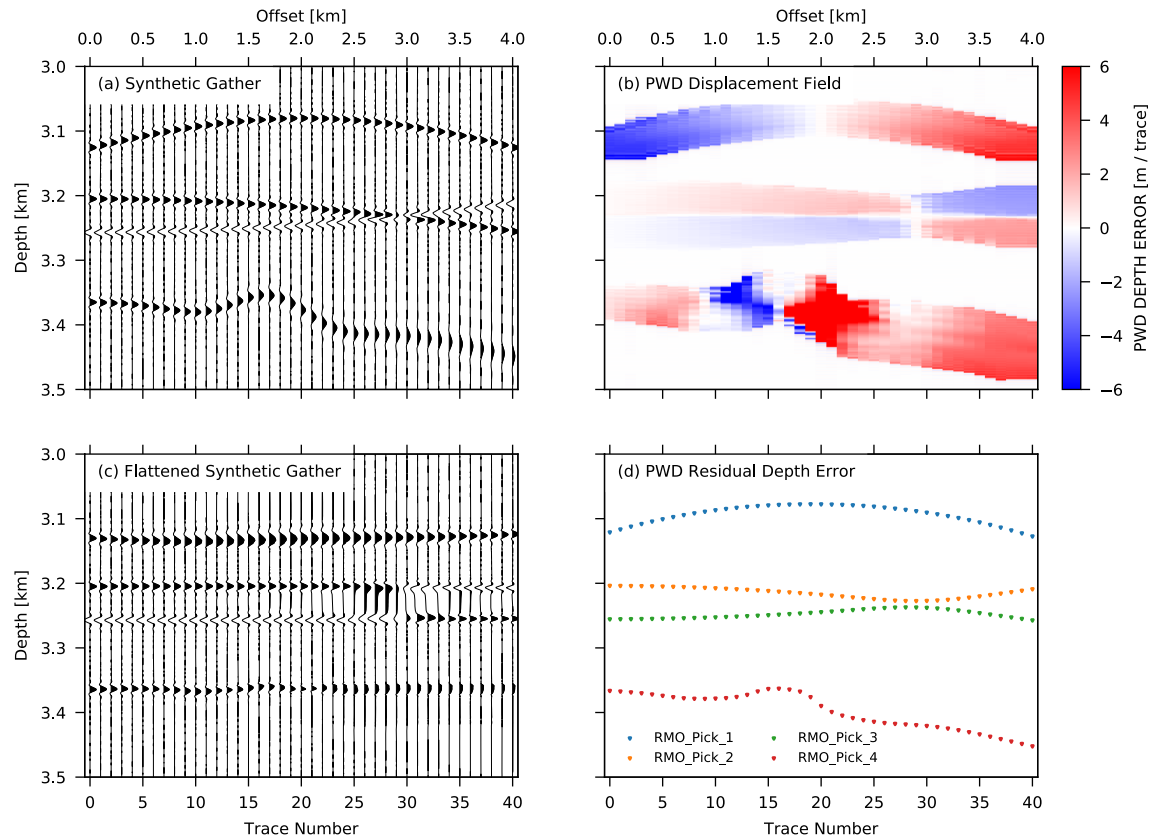 Offset [km]
Offset [km]
0.0 0.5 1.0 1.5 2.0 2.5 3.0 3.5 4.0
0.0 0.5 1.0 1.5 2.0 2.5 3.0 3.5 4.0
(a) Synthetic Gather
3.0
3.1
3.2
3.3
3.4
3.5
Depth [km]
(b) PWD Displacement Field
6
4
2
0
−2
−4
−6
PWD DEPTH ERROR [m / trace]
(c) Flattened Synthetic Gather
3.0
3.1
3.2
3.3
3.4
3.5
Depth [km]
0 5 10 15 20 25 30 35 40
Trace Number
(d) PWD Residual Depth Error
RMO_Pick_1
RMO_Pick_2
RMO_Pick_3
RMO_Pick_4
0 5 10 15 20 25 30 35 40
Trace Number